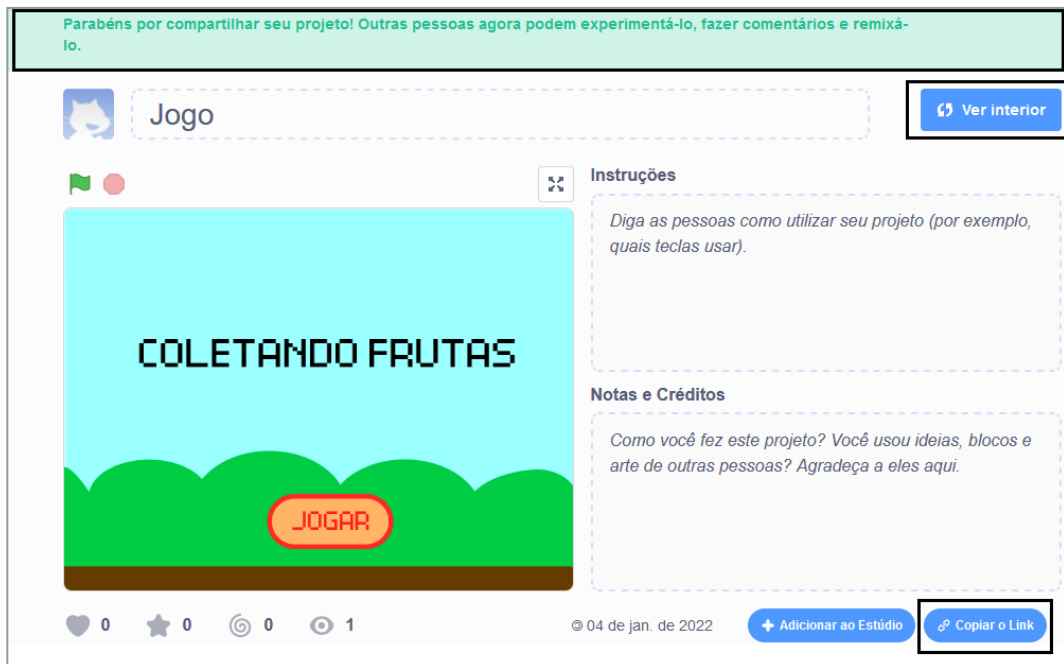 Parabéns por compartilhar seu projeto! Outras pessoas agora podem experimentá-lo, fazer comentários e remixá-
lo.
Jogo
Ver interior
Instruções
Diga as pessoas como utilizar seu projeto (por exemplo,
quais teclas usar).
COLETANDO FRUTAS
JOGAR
Notas e Créditos
Como você fez este projeto? Você usou ideias, blocos e
arte de outras pessoas? Agradeça a eles aqui.
0 0 0 1
© 04 de jan. de 2022
Adicionar ao Estúdio
Copiar o Link